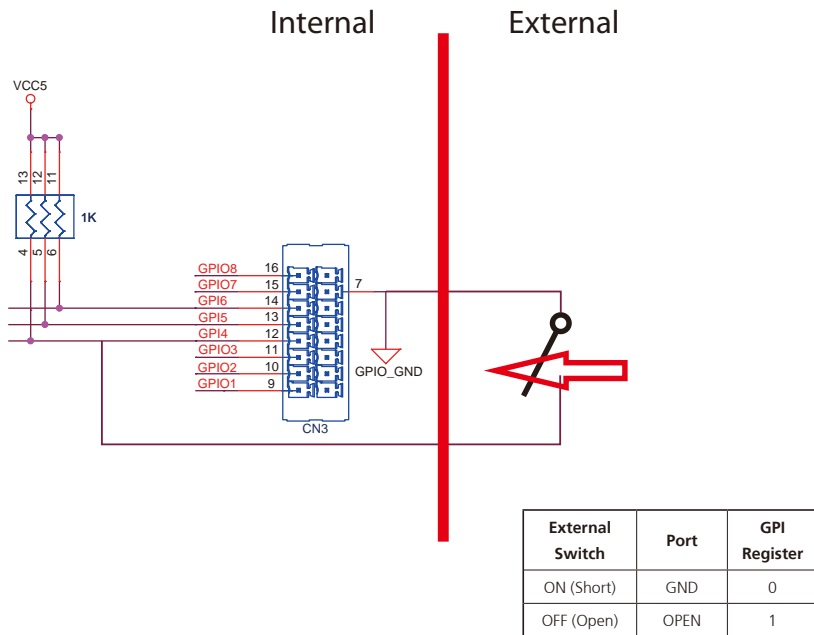 Internal
External
VCC5
13
12
11
1K
4
5
6
GPIO8 16
GPIO7 15
7
GPI6 14
GPI5 13
GPI4 12
GPIO3 11
GPIO_GND
GPIO2 10
GPIO1 9
CN3
External Switch
Port
GPI Register
ON (Short) GND 0
OFF (Open) OPEN 1